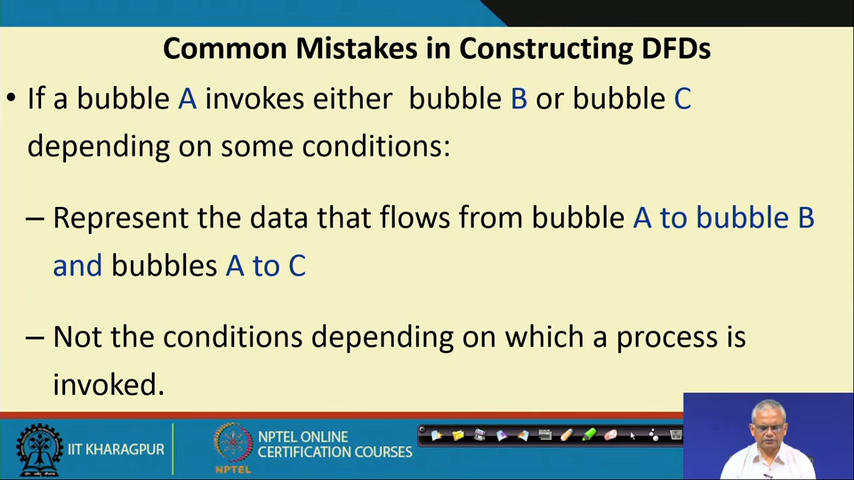 Common Mistakes in Constructing DFDs
• If a bubble A invokes either bubble B or bubble C
depending on some conditions:
– Represent the data that flows from bubble A to bubble B
and bubbles A to C
– Not the conditions depending on which a process is
invoked.
IIT KHARAGPUR
NPTEL
NPTEL ONLINE
CERTIFICATION COURSES